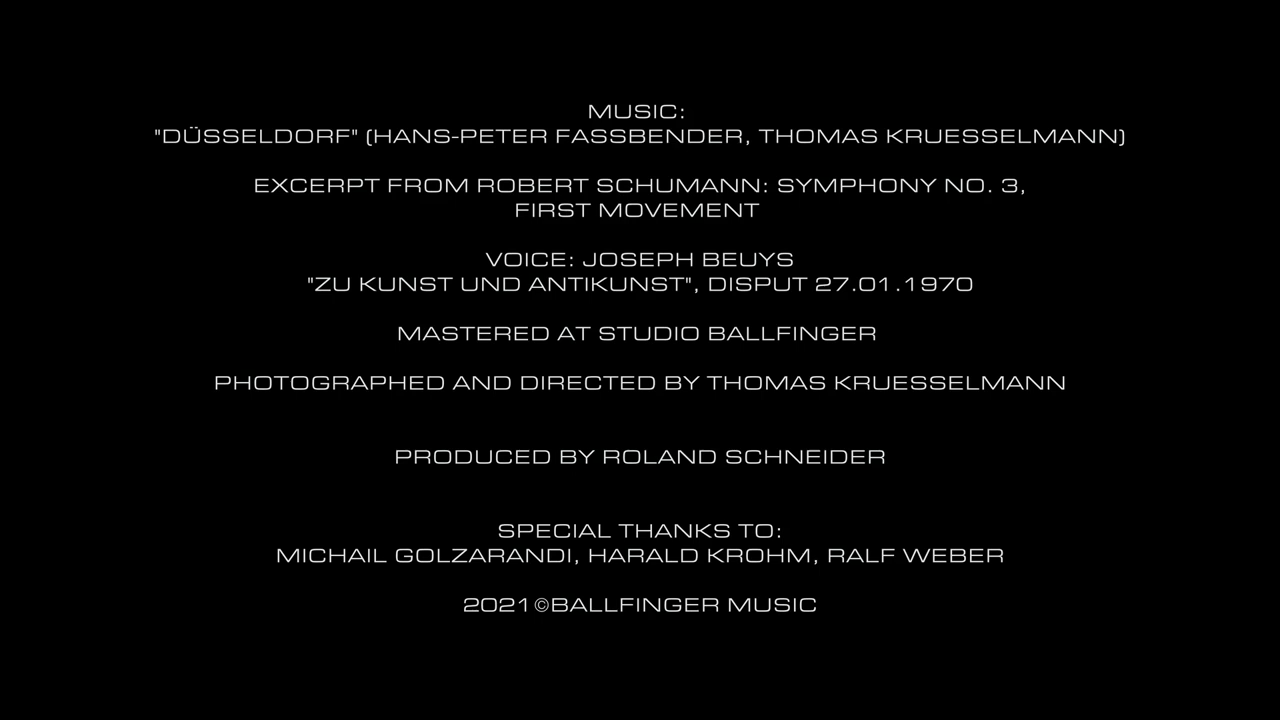 MUSIC:
"DÜSSELDORF" (HANS-PETER FASSBENDER, THOMAS KRUESSELMANN)
EXCERPT FROM ROBERT SCHUMANN: SYMPHONY NO. 3,
FIRST MOVEMENT
VOICE: JOSEPH BEUYS
"ZU KUNST UND ANTIKUNST", DISPUT 27.01.1970
MASTERED AT STUDIO BALLFINGER
PHOTOGRAPHED AND DIRECTED BY THOMAS KRUESSELMANN
PRODUCED BY ROLAND SCHNEIDER
SPECIAL THANKS TO:
MICHAIL GOLZARANDI, HARALD KROHM, RALF WEBER
2021©BALLFINGER MUSIC